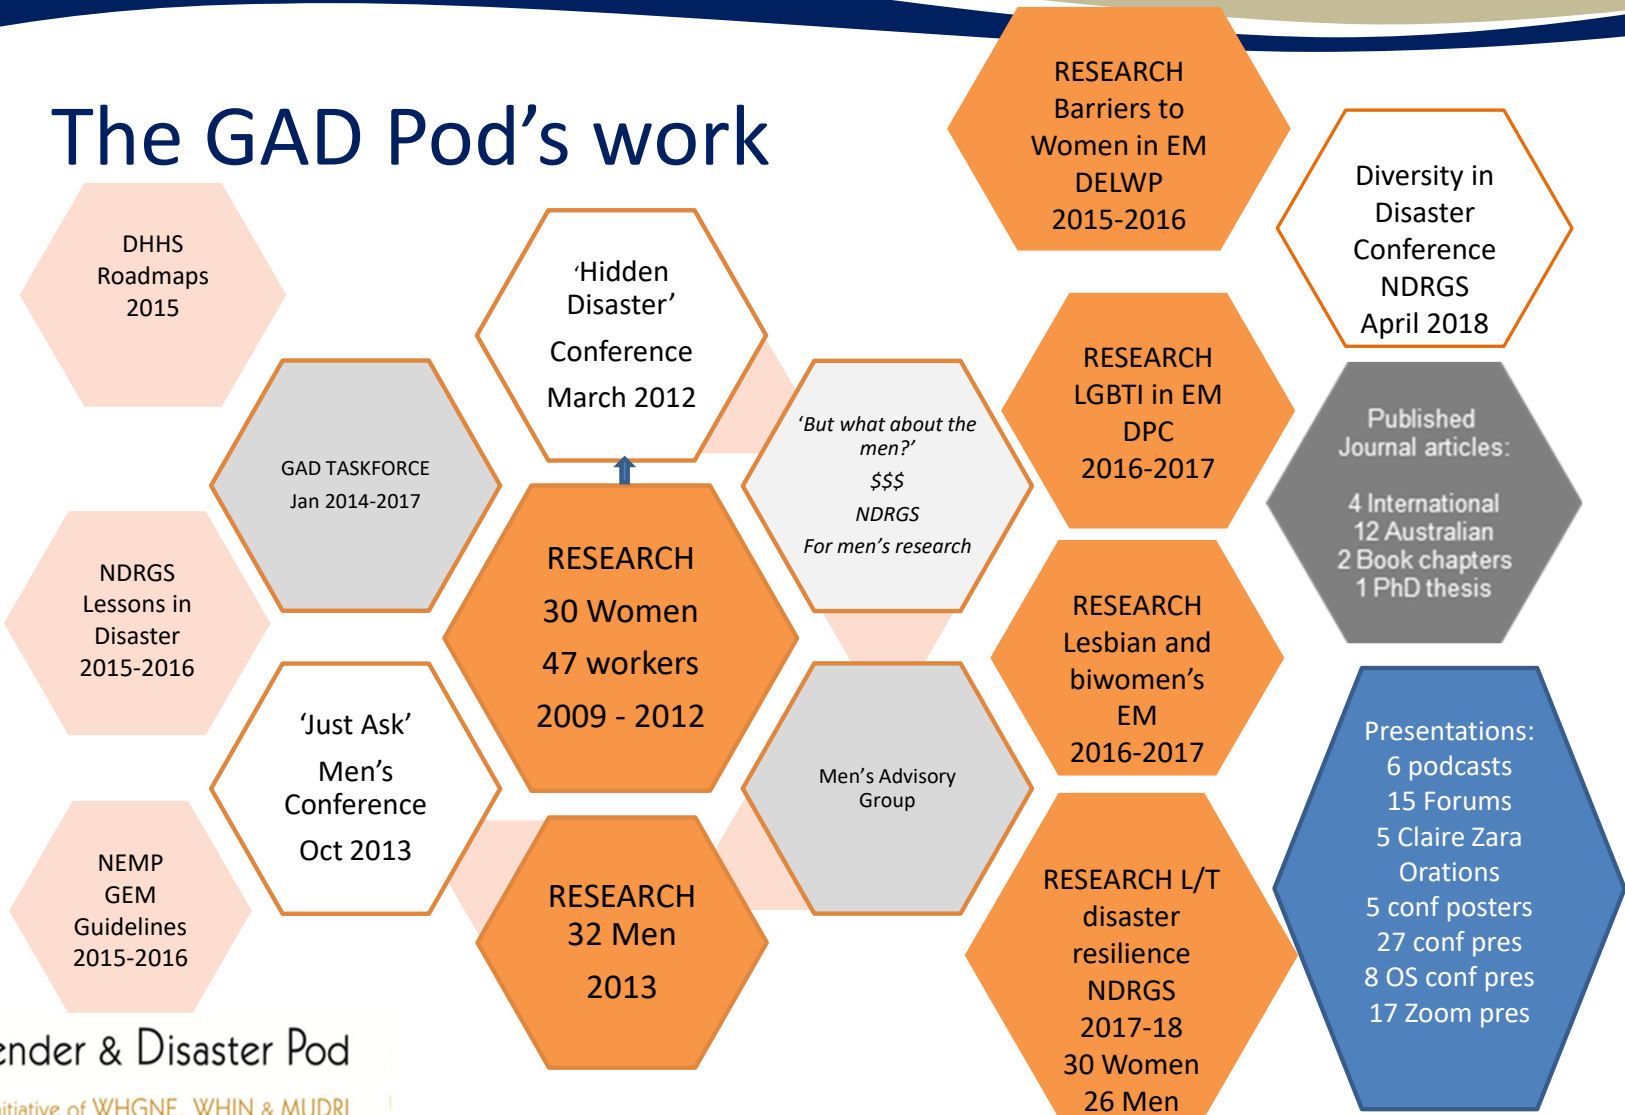 The GAD Pod's work
DHHS
Roadmaps
2015
NDRGS
Lessons in
Disaster
2015-2016
NEMP
GEM
Guidelines
2015-2016
GAD TASKFORCE
Jan 2014-2017
'Just Ask'
Men's
Conference
Oct 2013
'Hidden
Disaster'
Conference
March 2012
RESEARCH
30 Women
47 workers
2009 - 2012
RESEARCH
32 Men
2013
'But what about the
men?'
$$$
NDRGS
For men's research
Men's Advisory
Group
RESEARCH
Barriers to
Women in EM
DELWP
2015-2016
RESEARCH
LGBTI in EM
DPC
2016-2017
RESEARCH
Lesbian and
biwomen's
EM
2016-2017
RESEARCH L/T
disaster
resilience
NDRGS
2017-18
30 Women
26 Men
Diversity in
Disaster
Conference
NDRGS
April 2018
Published
Journal articles:
4 International
12 Australian
2 Book chapters
1 PhD thesis
Presentations:
6 podcasts
15 Forums
5 Claire Zara
Orations
5 conf posters
27 conf pres
8 OS conf pres
17 Zoom pres
ender & Disaster Pod
nitiative of WHGNE, WHIN & MUDRI